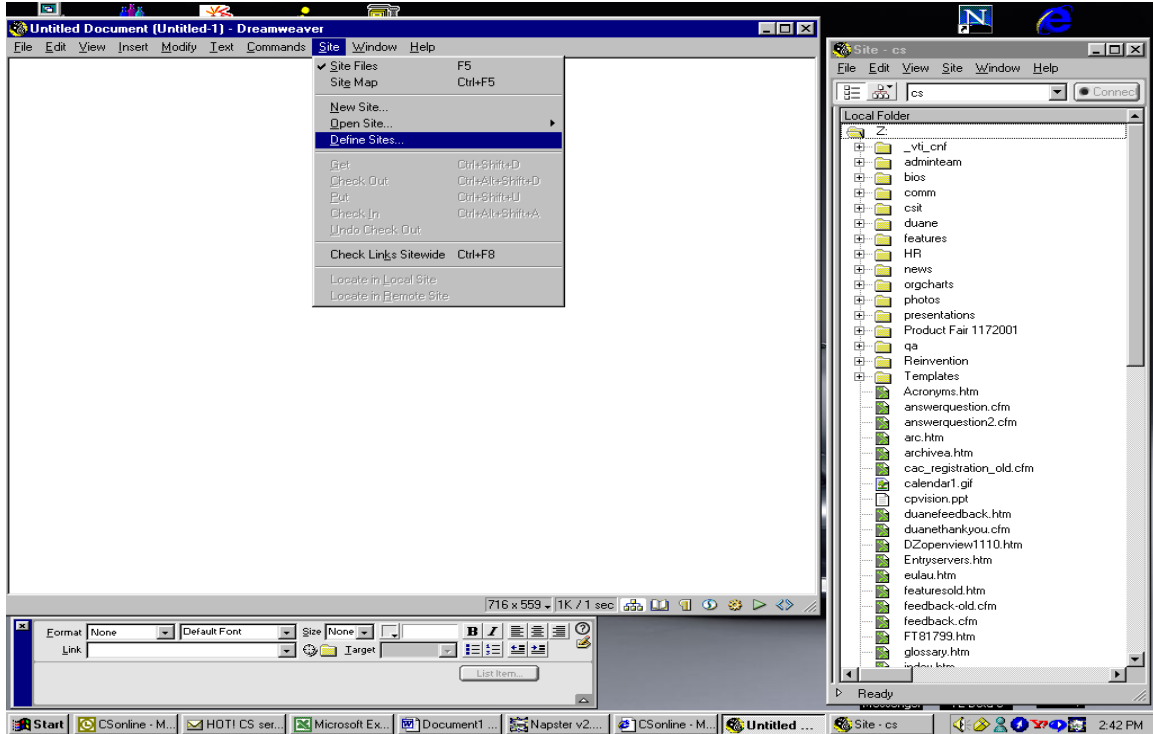 Untitled Document (Untitled-1) - Dreamweaver
File Edit View Insert Modify Text Commands Site Window Help
Site Files F5
Site Map Ctrl+F5
New Site...
Open Site...
Define Sites...
Get Ctrl+Shift+D
Check Out Ctrl+Alt+Shift+D
Put Ctrl+Shift+U
Check In Ctrl+Alt+Shift+A
Undo Check Out
Check Links Sitewide Ctrl+F8
Locate in Local Site
Locate in Remote Site
716 x 559 1K / 1 sec
Format None Default Font Size None B I
Link Target
List Item...
N
Site - cs
File Edit View Site Window Help
cs Connect
Local Folder
Z:
_vti_cnf
adminteam
bios
comm
csit
duane
features
HR
news
orgcharts
photos
presentations
Product Fair 1172001
qa
Reinvention
Templates
Acronyms.htm
answerquestion.cfm
answerquestion2.cfm
arc.htm
archivea.htm
cac_registration_old.cfm
calendar1.gif
cpvision.ppt
duanefeedback.htm
duanethankyou.cfm
DZopenview1110.htm
Entryservers.htm
eulau.htm
featuresold.htm
feedback-old.cfm
feedback.cfm
FT81799.htm
glossary.htm
index.htm
Ready
Start CSonline - M... HOT! CS ser... Microsoft Ex... Document1 ... Napster v2.... CSonline - M... Untitled ... Site - cs 2:42 PM